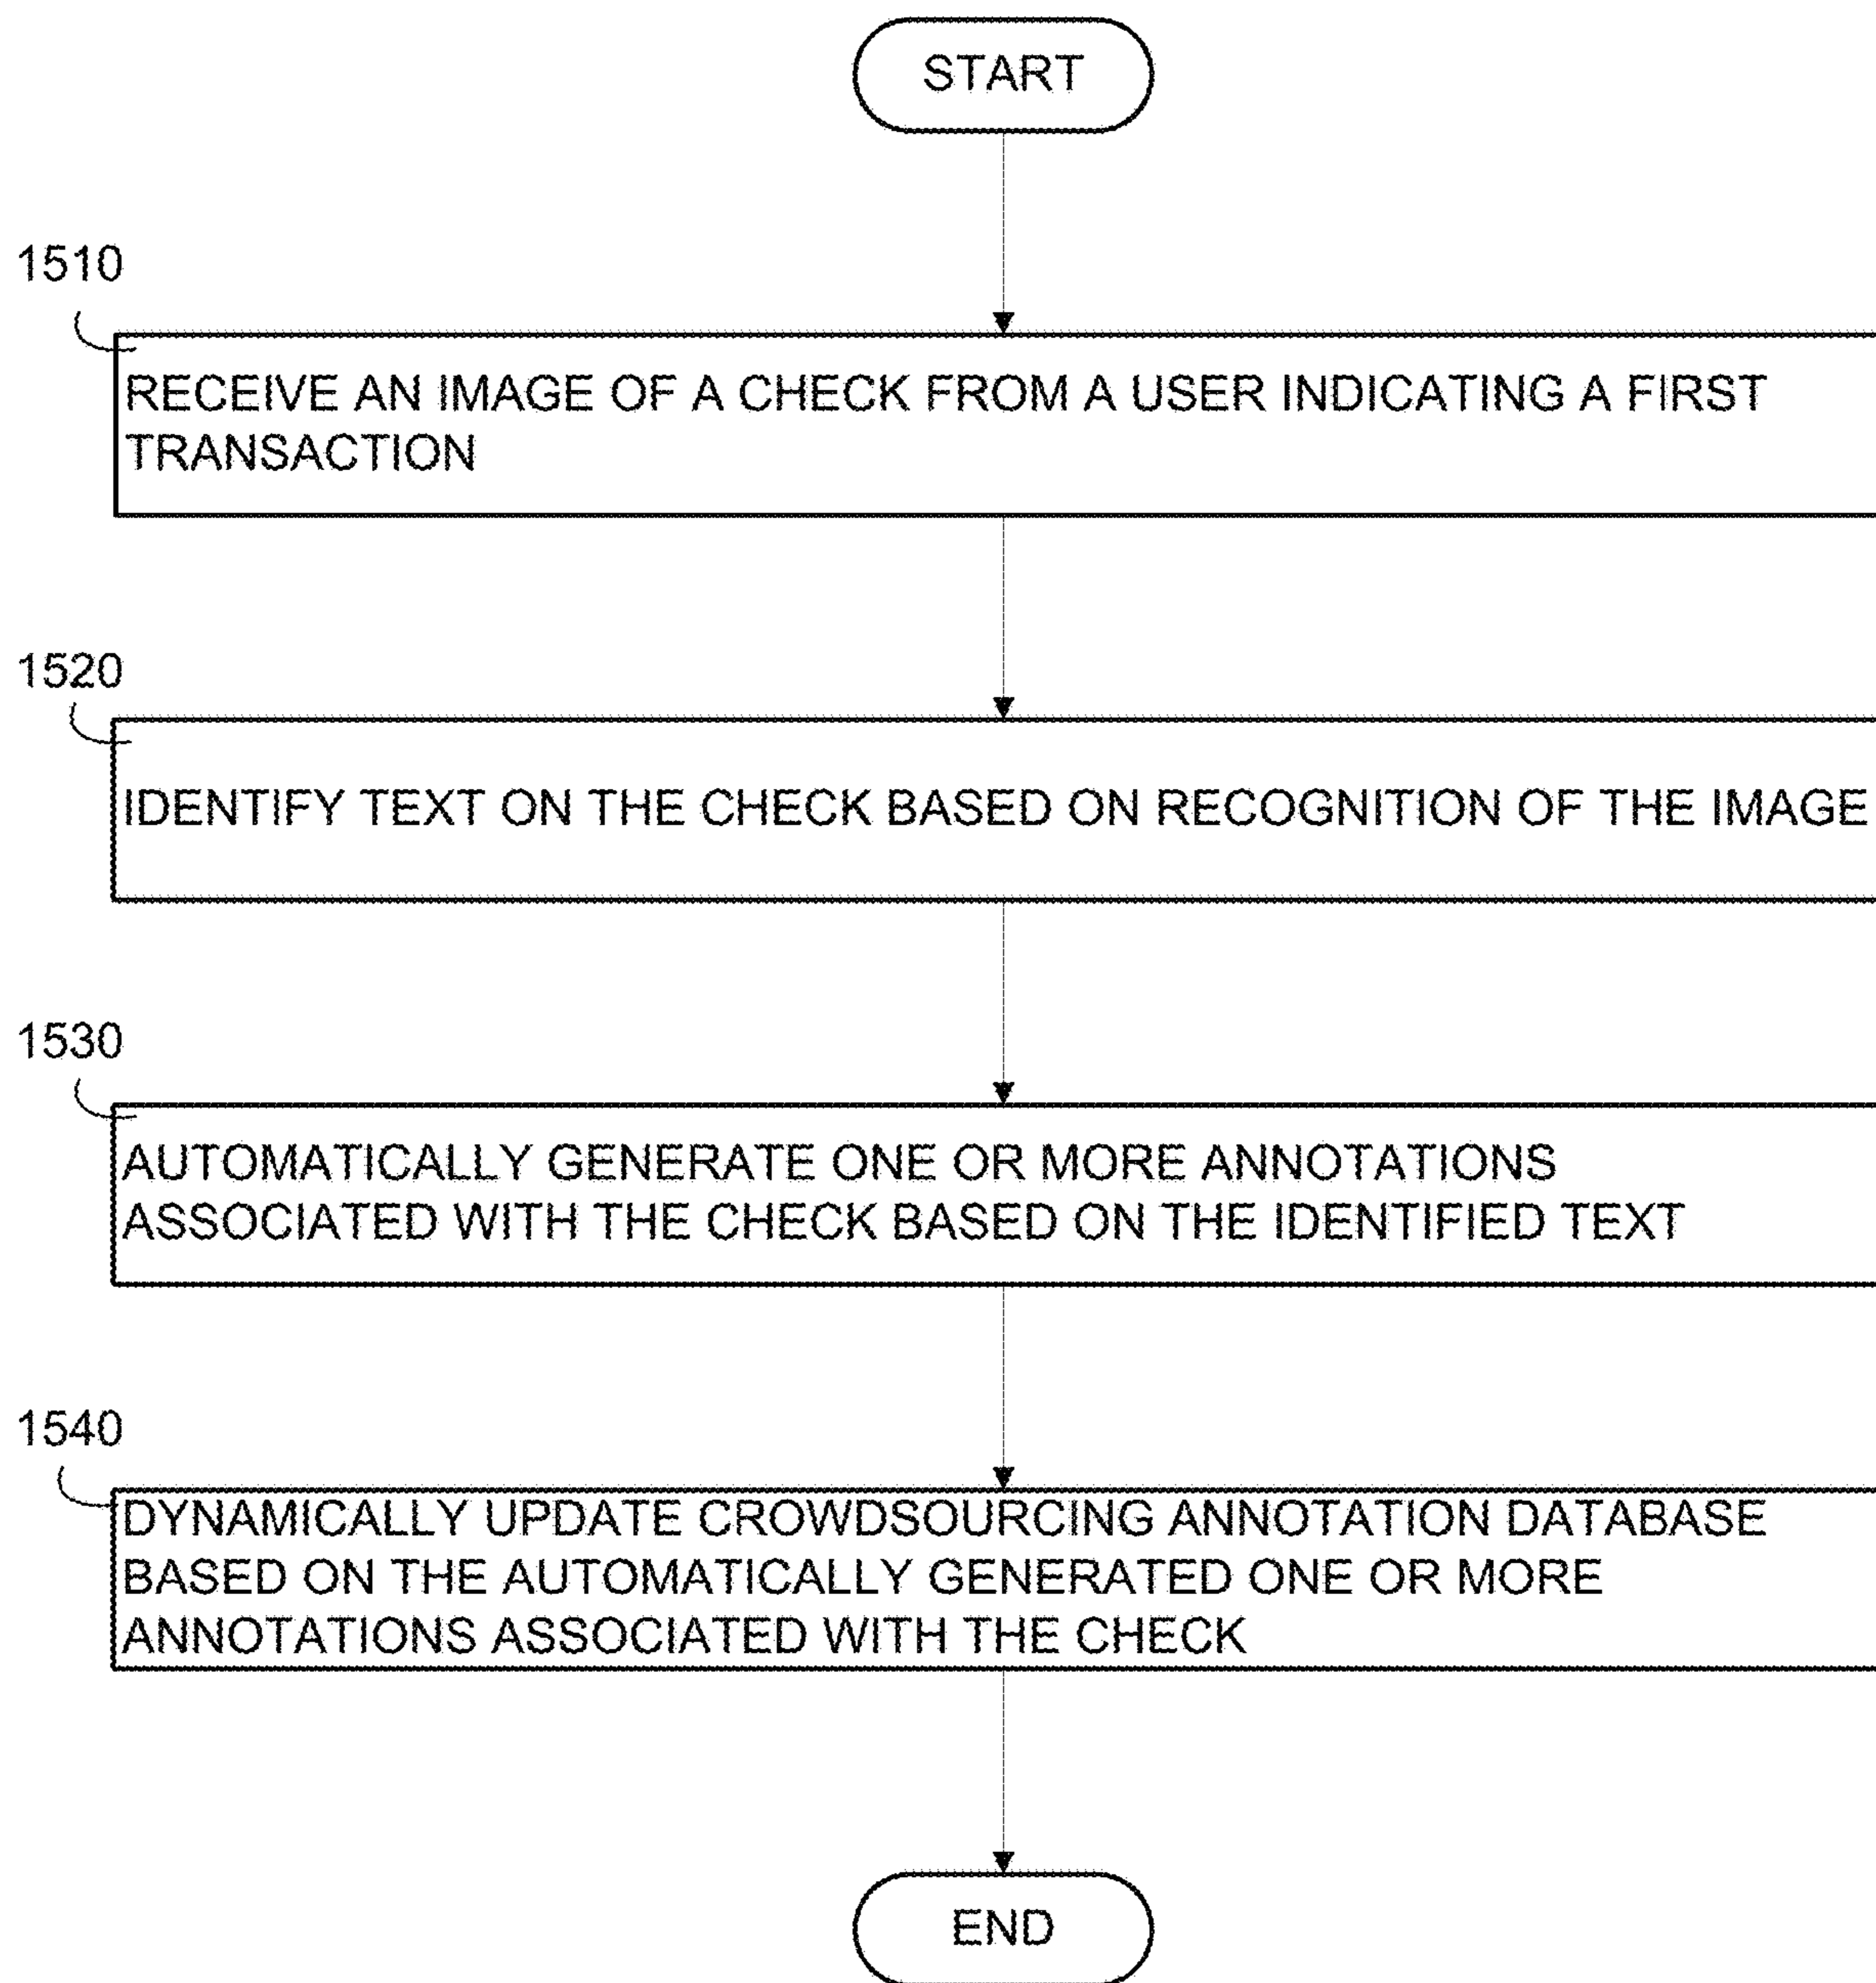 START
1510
RECEIVE AN IMAGE OF A CHECK FROM A USER INDICATING A FIRST
TRANSACTION
1520
IDENTIFY TEXT ON THE CHECK BASED ON RECOGNITION OF THE IMAGE
1530
AUTOMATICALLY GENERATE ONE OR MORE ANNOTATIONS
ASSOCIATED WITH THE CHECK BASED ON THE IDENTIFIED TEXT
1540
DYNAMICALLY UPDATE CROWDSOURCING ANNOTATION DATABASE
BASED ON THE AUTOMATICALLY GENERATED ONE OR MORE
ANNOTATIONS ASSOCIATED WITH THE CHECK
END